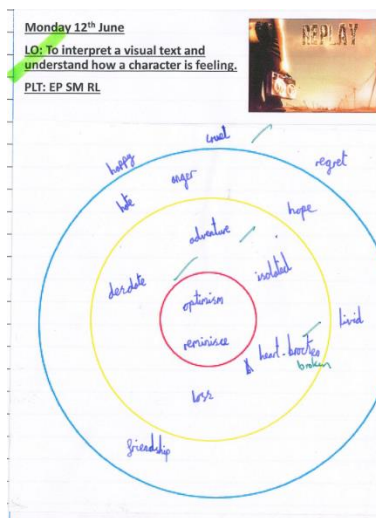 Monday 12th June
LO: To interpret a visual text and
understand how a character is feeling.
PLT: EP SM RL
REPLAY
cruel
happy
anger
regret
hate
hope
adventure
isolated
desolate
optimism
livid
reminisce
heart-brocken
broken
loss
friendship